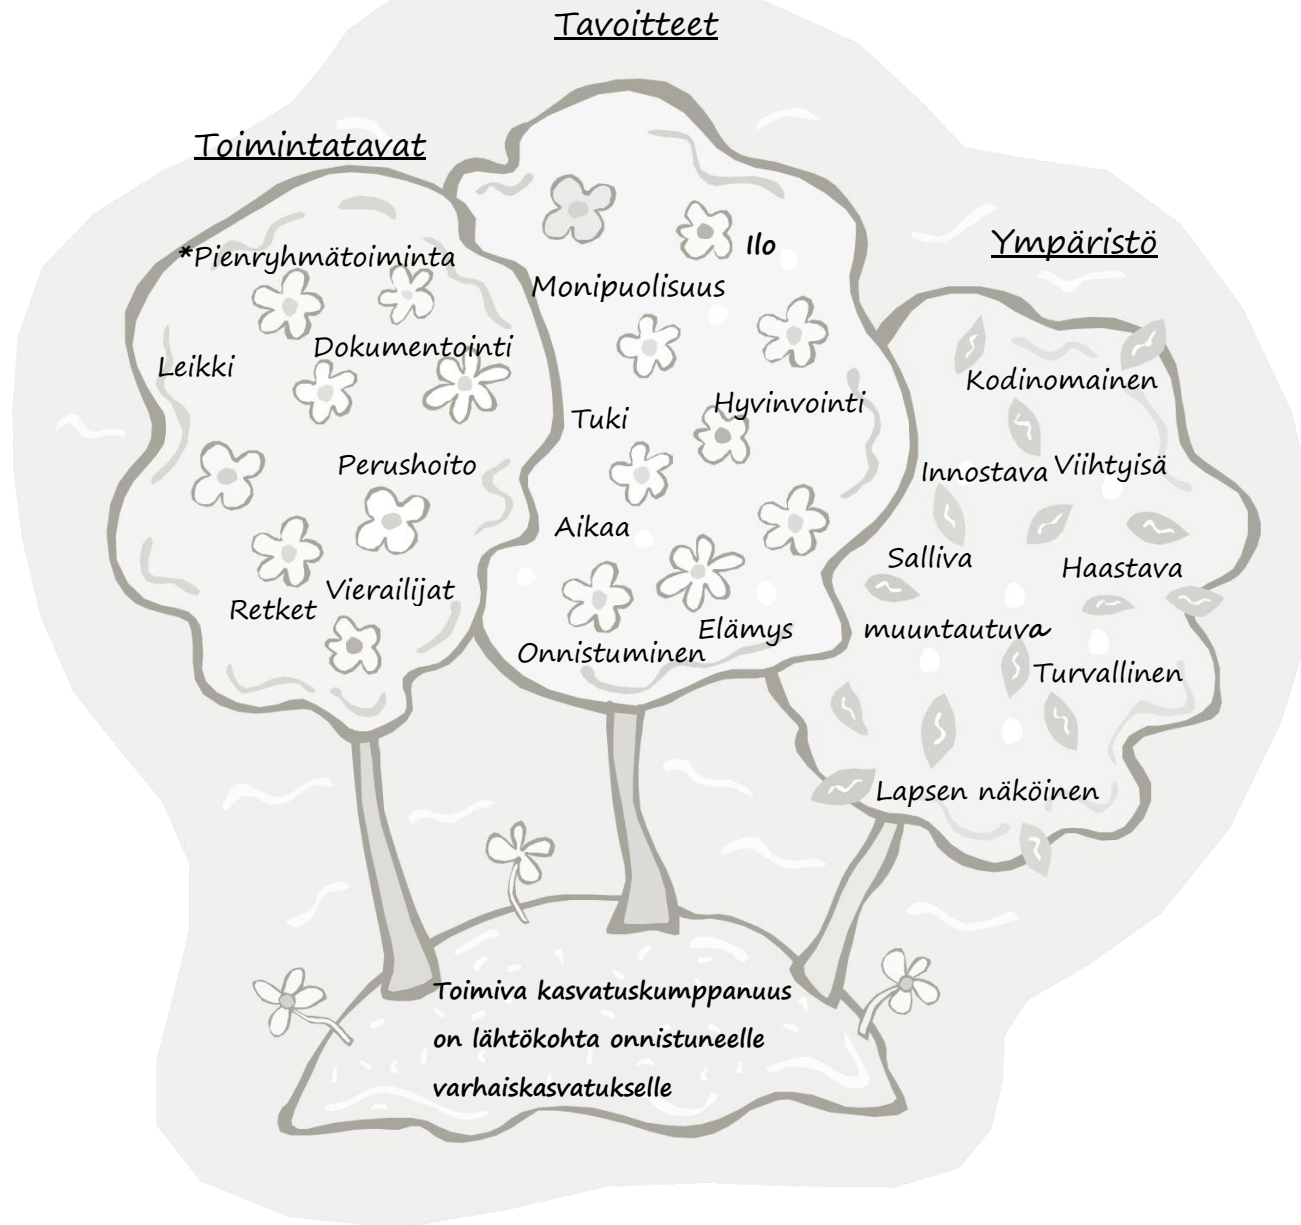 Tavoitteet
Toimintatavat
*Pienryhmätoiminta
Dokumentointi
Leikki
Perushoito
Vierailijat
Retket
Ilo
Monipuolisuus
Hyvinvointi
Tuki
Aikaa
Elämys
Onnistuminen
Ympäristö
Kodinomainen
Innostava Viihtyisä
Salliva
Haastava
muuntautuva
Turvallinen
Lapsen näköinen
Toimiva kasvatuskumppanuus
on lähtökohta onnistuneelle
varhaiskasvatukselle